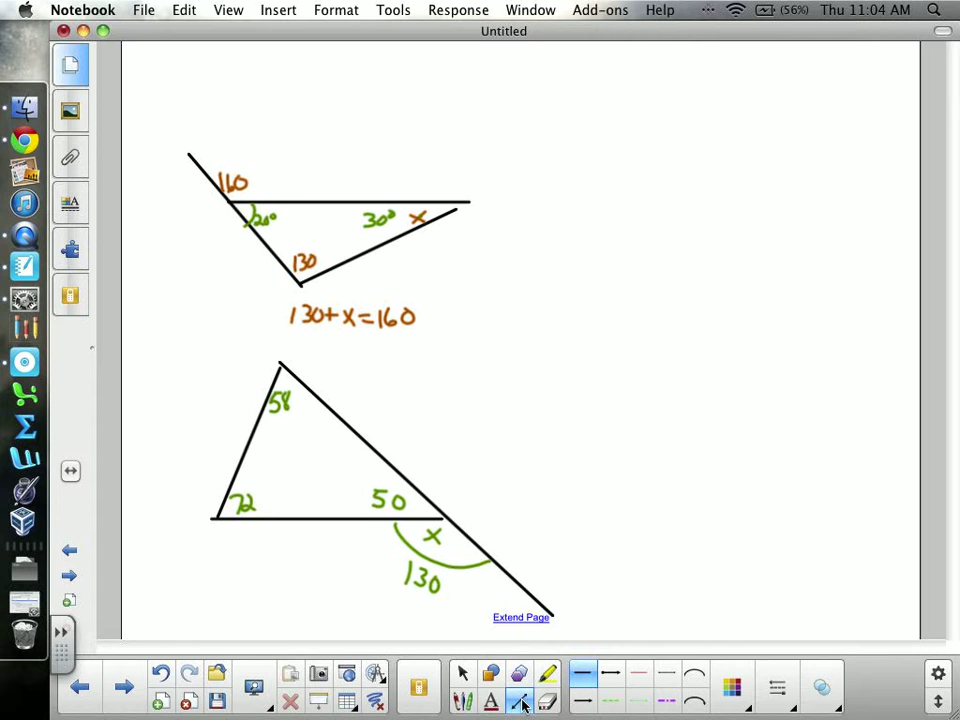 Notebook File Edit View Insert Format Tools Response Window Add-ons Help (56%) Thu 11:04 AM
Untitled
160
20° 30° x
130
130+x=160
58
72 50
x
130
Extend Page